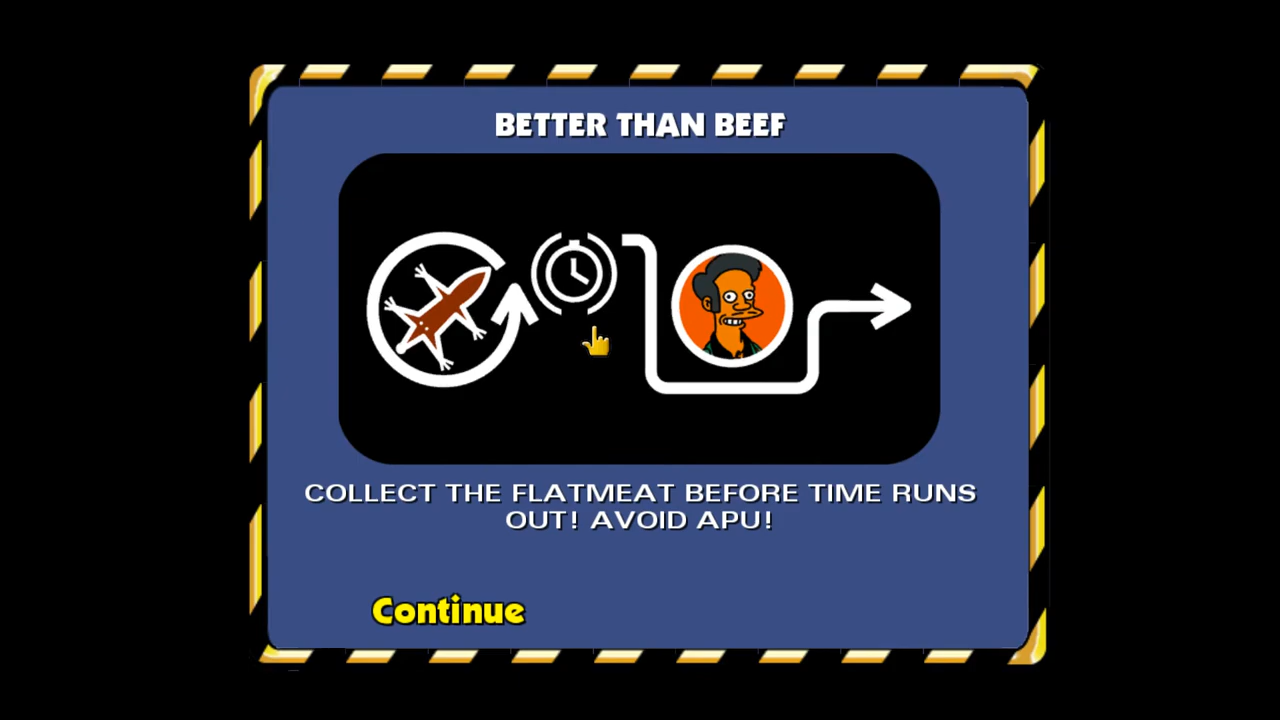 BETTER THAN BEEF
COLLECT THE FLATMEAT BEFORE TIME RUNS
OUT! AVOID APU!
Continue